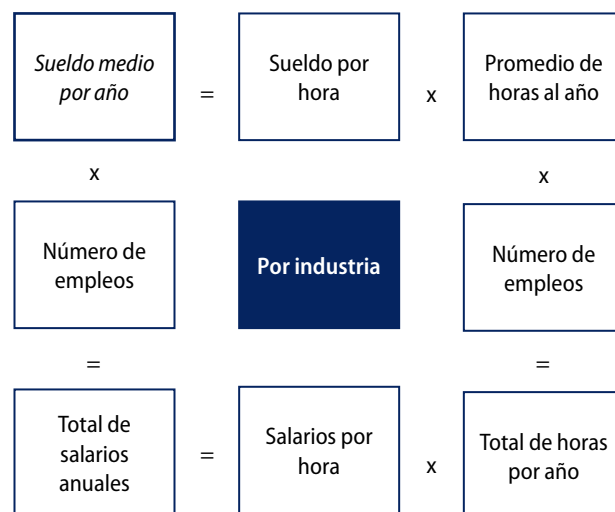 Sueldo medio
por año
=
Sueldo por
hora
x
Promedio de
horas al año
x
x
Número de
empleos
Por industria
Número de
empleos
=
=
Total de
salarios
anuales
=
Salarios por
hora
x
Total de horas
por año